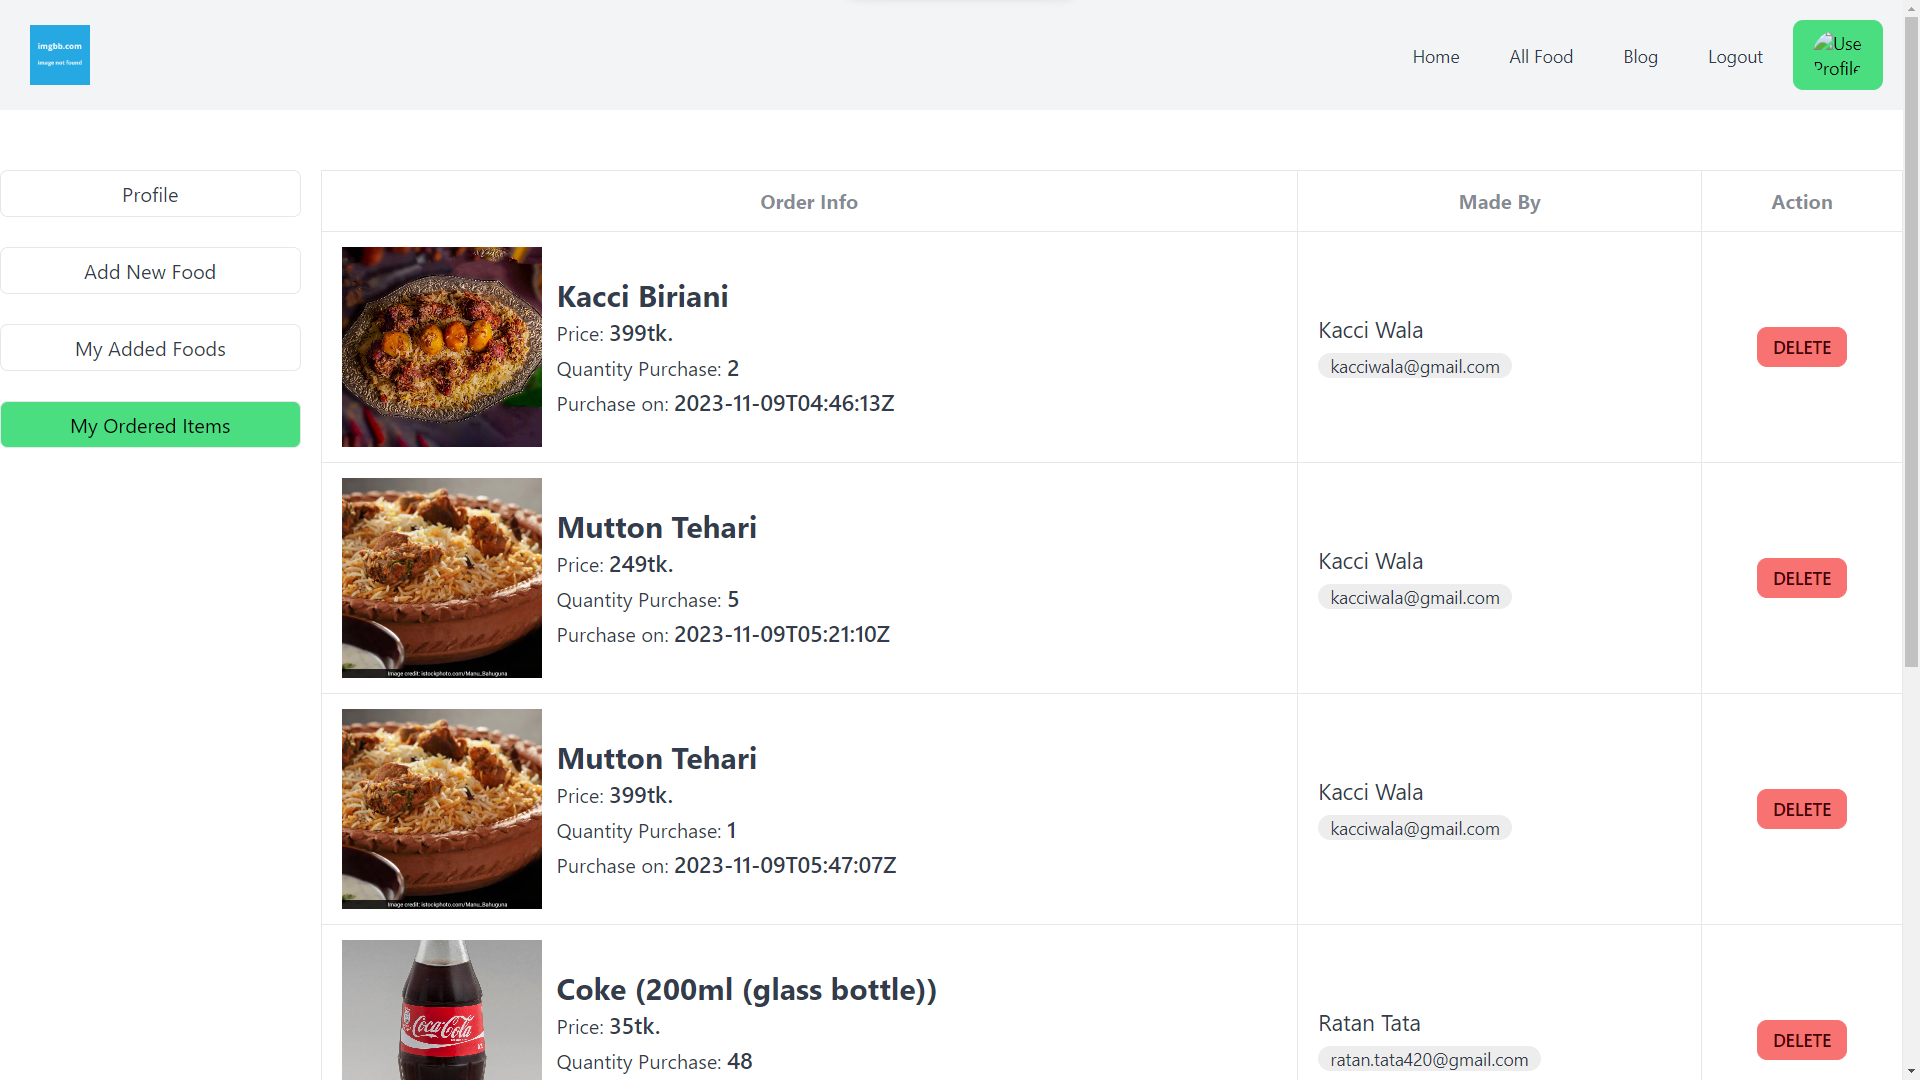 imgbb.com
image not found
Home
All Food
Blog
Logout
Use
Profile
Profile
Add New Food
My Added Foods
My Ordered Items
Order Info
Made By
Action
Kacci Biriani
Price: 399tk.
Quantity Purchase: 2
Purchase on: 2023-11-09T04:46:13Z
Kacci Wala
kacciwala@gmail.com
DELETE
Mutton Tehari
Price: 249tk.
Quantity Purchase: 5
Purchase on: 2023-11-09T05:21:10Z
Image credit: istockphoto.com/Manu_Bahuguna
Kacci Wala
kacciwala@gmail.com
DELETE
Mutton Tehari
Price: 399tk.
Quantity Purchase: 1
Purchase on: 2023-11-09T05:47:07Z
Image credit: istockphoto.com/Manu_Bahuguna
Kacci Wala
kacciwala@gmail.com
DELETE
Coca-Cola
Coke (200ml (glass bottle))
Price: 35tk.
Quantity Purchase: 48
Ratan Tata
ratan.tata420@gmail.com
DELETE